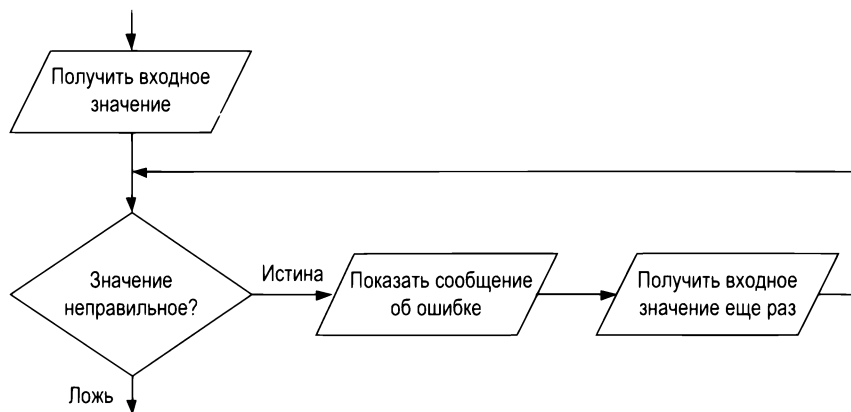 Получить входное
значение
Значение
неправильное?
Истина
Показать сообщение
об ошибке
Получить входное
значение еще раз
Ложь